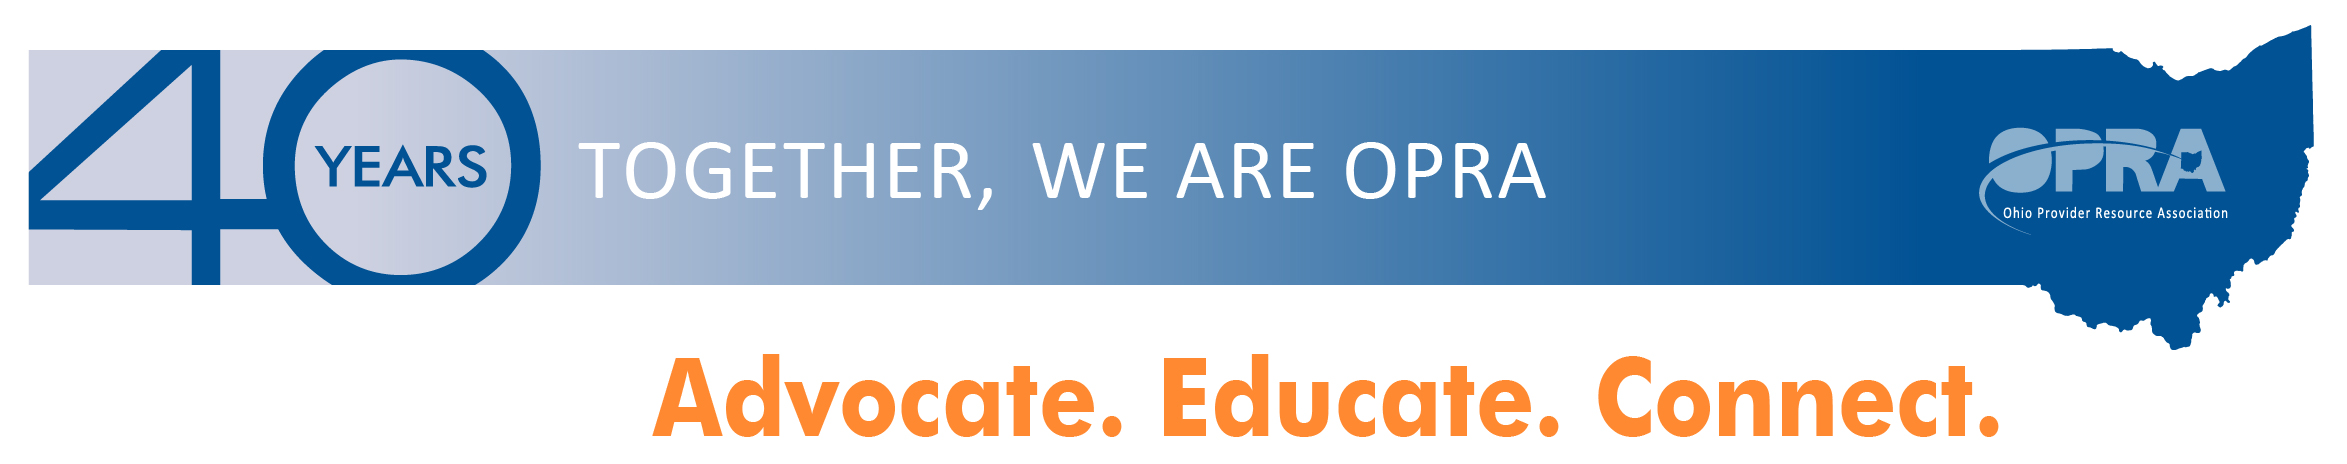 40 YEARS
TOGETHER, WE ARE OPRA
OPRA
Ohio Provider Resource Association
Advocate. Educate. Connect.